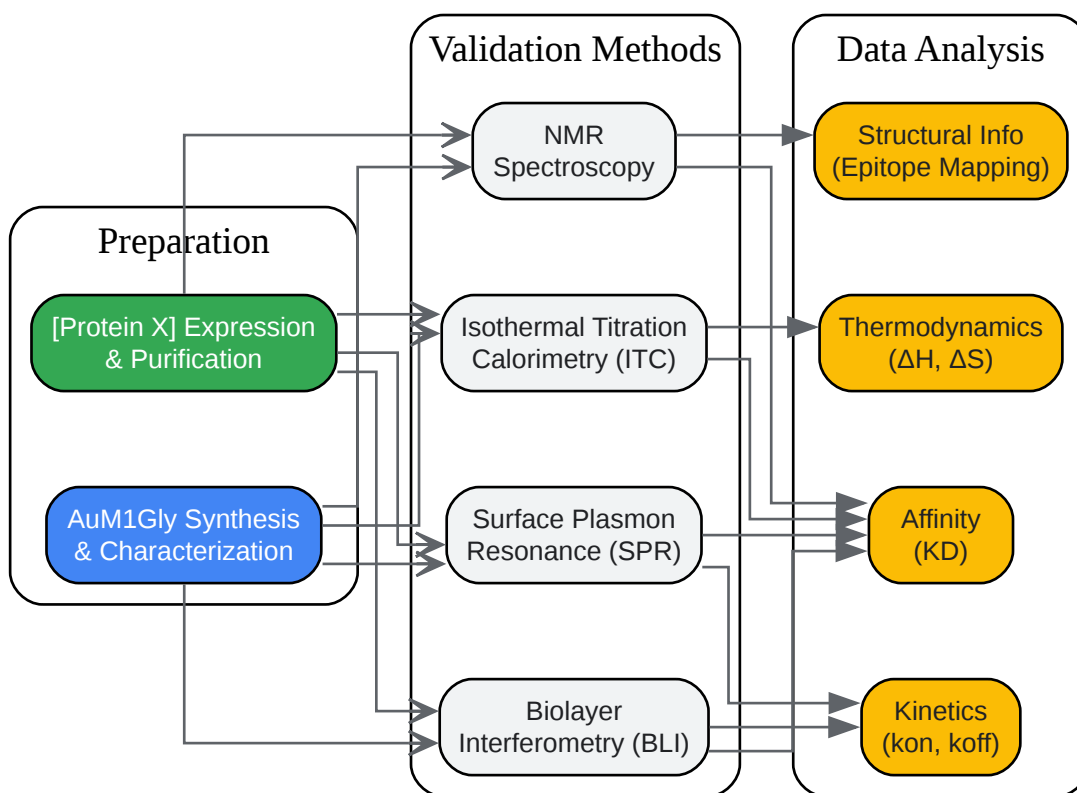 Preparation
[Protein X] Expression
& Purification
AuM1Gly Synthesis
& Characterization
Validation Methods
NMR
Spectroscopy
Isothermal Titration
Calorimetry (ITC)
Surface Plasmon
Resonance (SPR)
Biolayer
Interferometry (BLI)
Data Analysis
Structural Info
(Epitope Mapping)
Thermodynamics
(ΔH, ΔS)
Affinity
(KD)
Kinetics
(kon, koff)